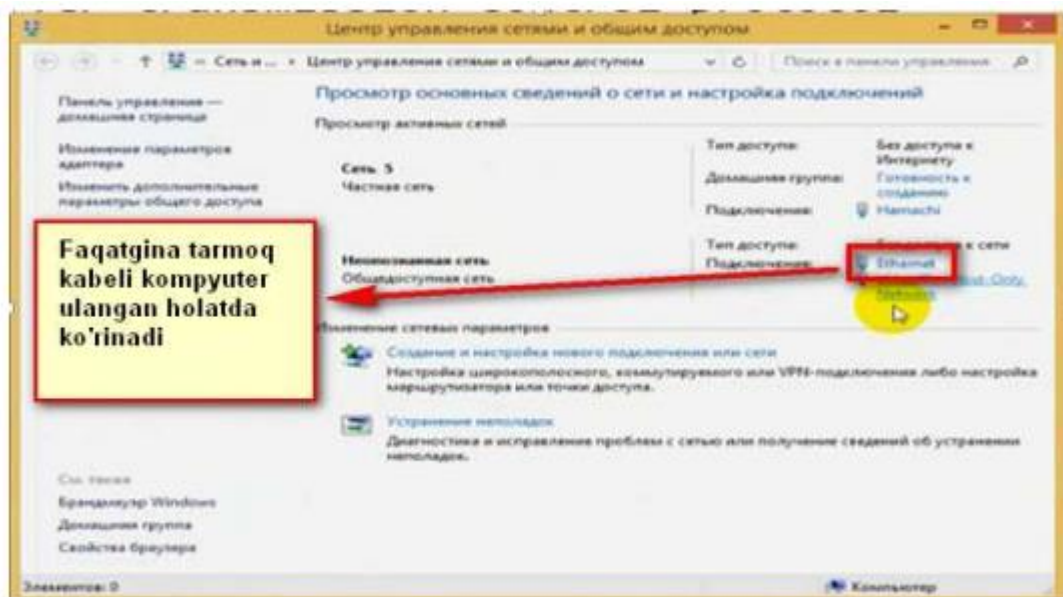 Центр управления сетями и общим доступом
Сеть и ... Центр управления сетями и общим доступом
Поиск в панели управления
Панель управления —
домашняя страница
Изменение параметров
адаптера
Изменить дополнительные
параметры общего доступа
Просмотр основных сведений о сети и настройка подключений
Просмотр активных сетей
Сеть 5
Частная сеть
Тип доступа: Без доступа к
Интернету
Домашняя группа: Готовность к
созданию
Подключения: Hamachi
Неопознанная сеть
Общедоступная сеть
Тип доступа: к сети
Подключения: Ethernet
Host-Only
Network
Faqatgina tarmoq
kabeli kompyuter
ulangan holatda
ko'rinadi
Изменение сетевых параметров
Создание и настройка нового подключения или сети
Настройка широкополосного, коммутируемого или VPN-подключения либо настройка
маршрутизатора или точки доступа.
Устранение неполадок
Диагностика и исправление проблем с сетью или получение сведений об устранении
неполадок.
См. также
Брандмауэр Windows
Домашняя группа
Свойства браузера
Элементов: 0
Компьютер